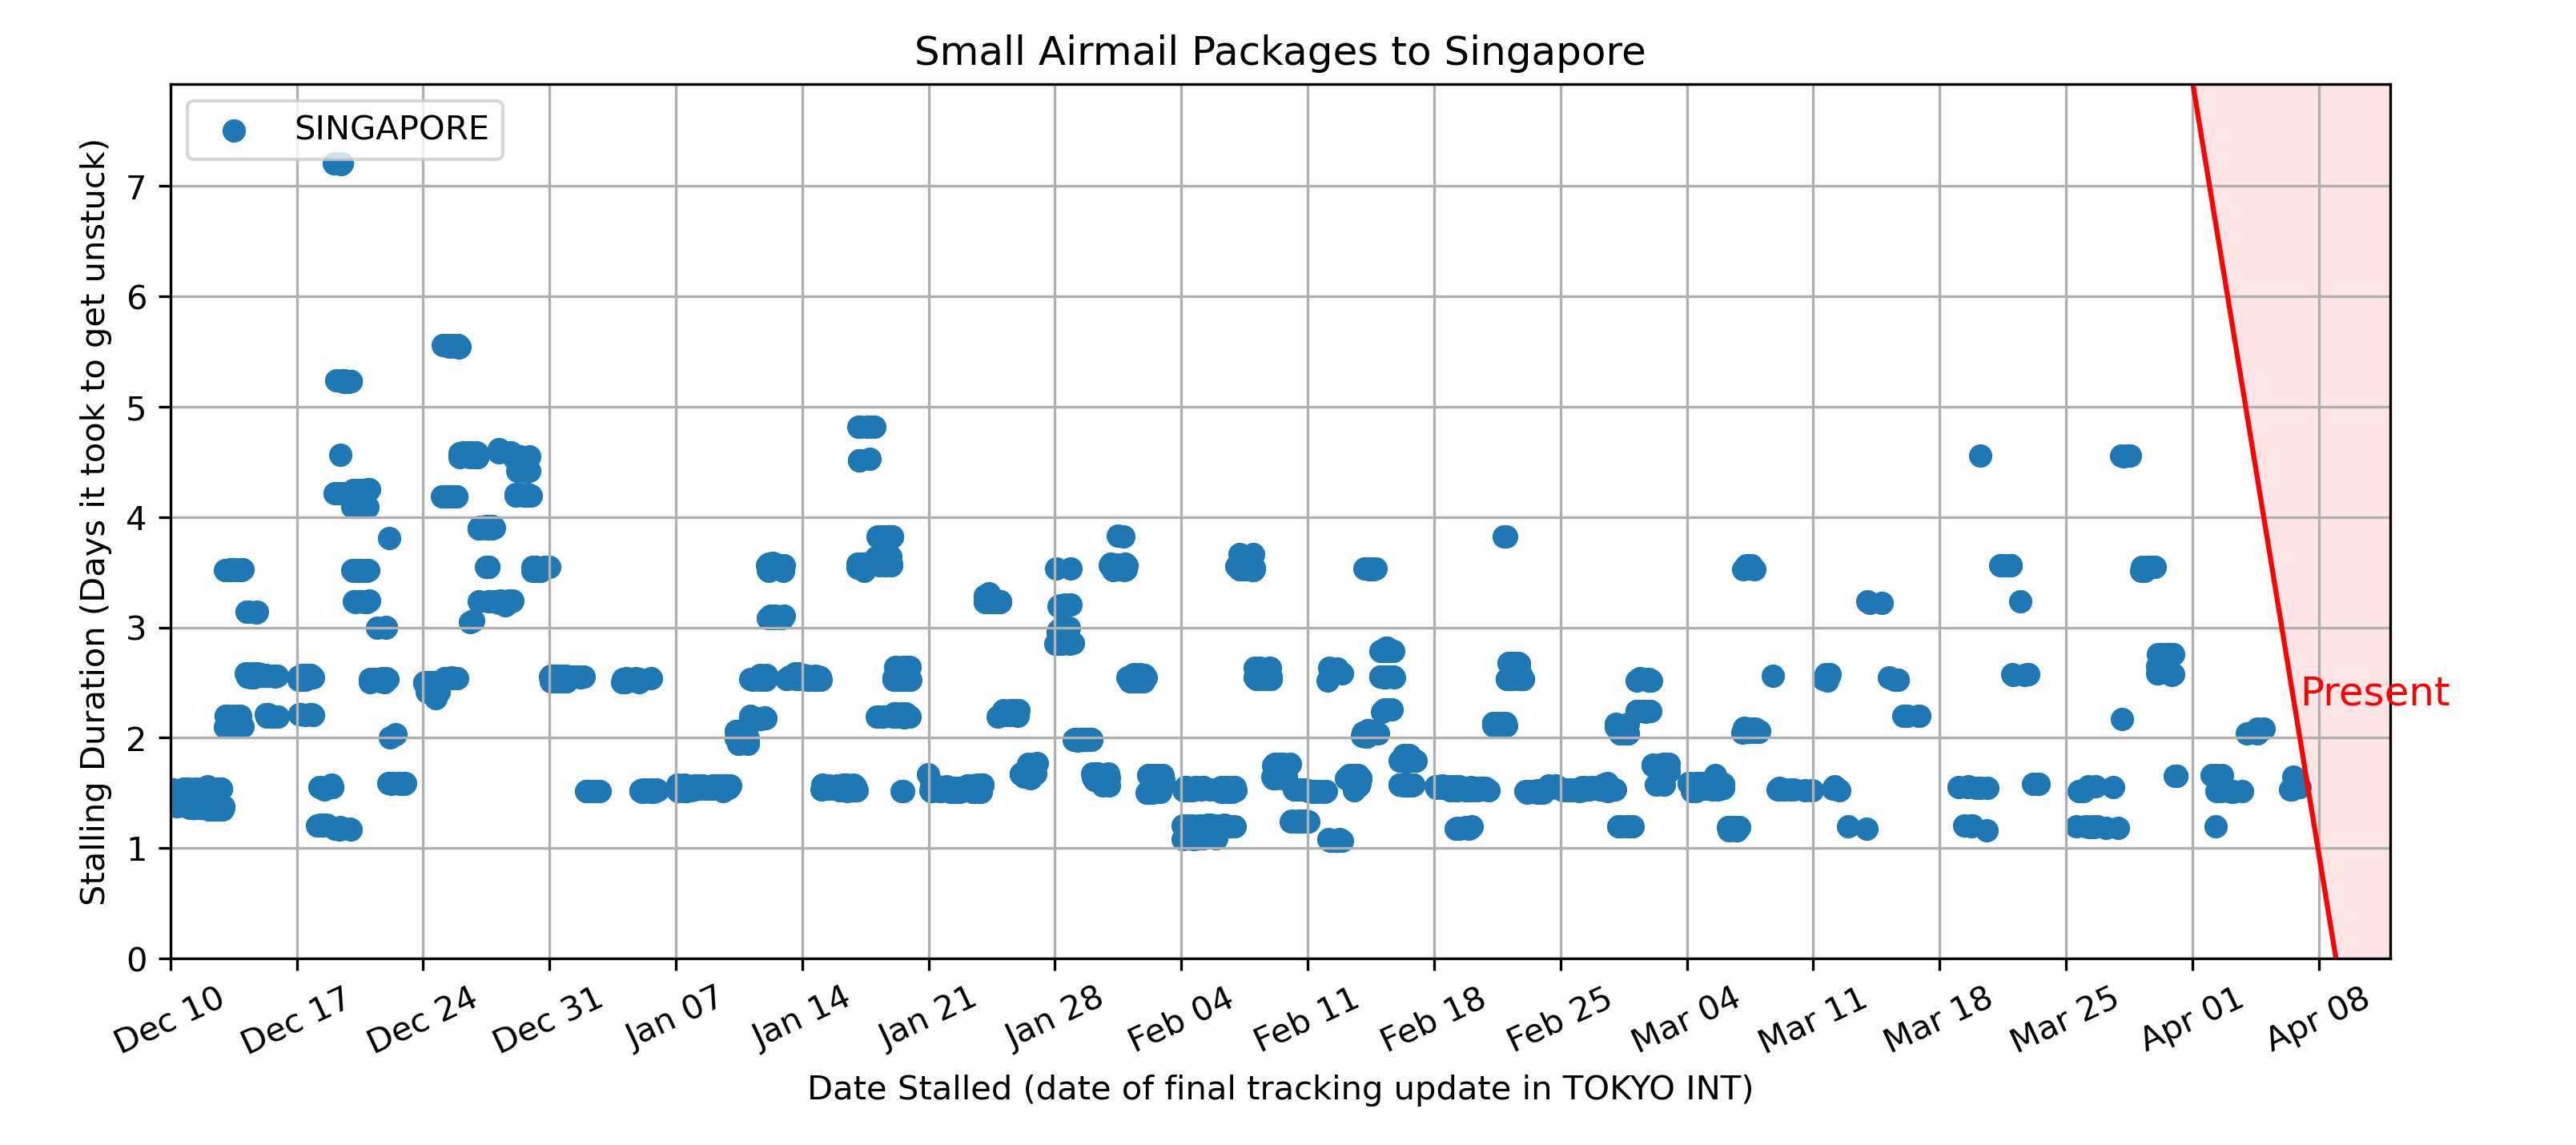 Small Airmail Packages to Singapore
SINGAPORE
Stalling Duration (Days it took to get unstuck)
7
6
5
4
3
2
1
0
Present
Dec 10
Dec 17
Dec 24
Dec 31
Jan 07
Jan 14
Jan 21
Jan 28
Feb 04
Feb 11
Feb 18
Feb 25
Mar 04
Mar 11
Mar 18
Mar 25
Apr 01
Apr 08
Date Stalled (date of final tracking update in TOKYO INT)